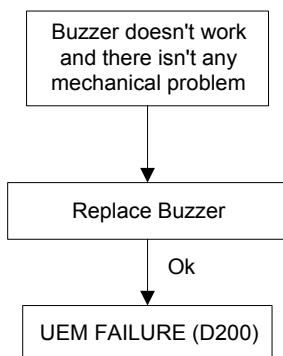 Buzzer doesn't work
and there isn't any
mechanical problem
Replace Buzzer
Ok
UEM FAILURE (D200)